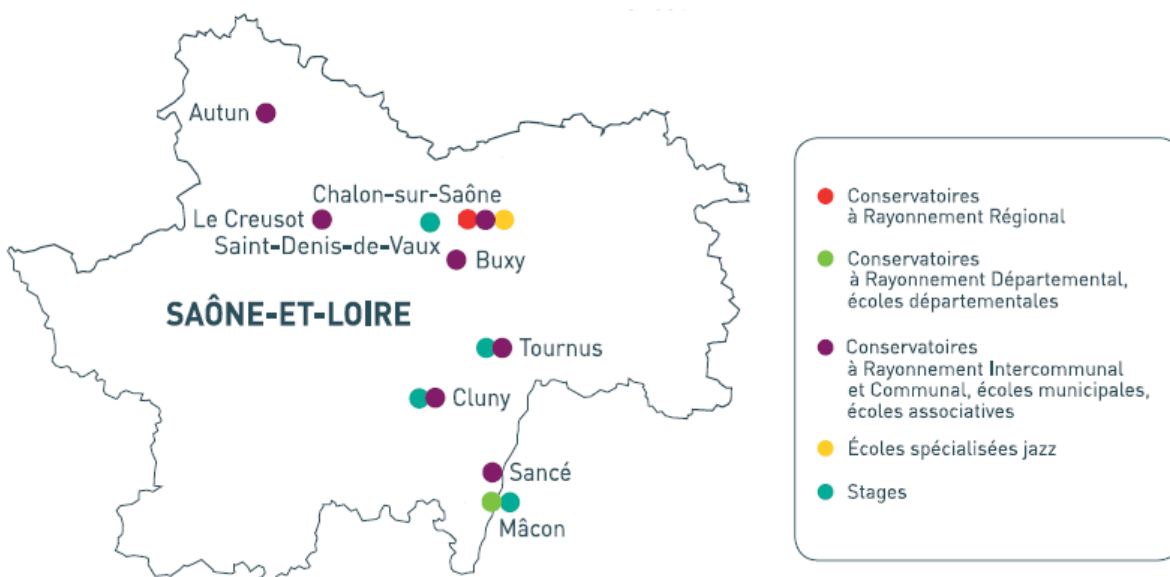 Autun
Chalon-sur-Saône
Le Creusot
Saint-Denis-de-Vaux
Buxy
SAÔNE-ET-LOIRE
Tournus
Cluny
Sancé
Mâcon
Conservatoires
à Rayonnement Régional
Conservatoires
à Rayonnement Départemental,
écoles départementales
Conservatoires
à Rayonnement Intercommunal
et Communal, écoles municipales,
écoles associatives
Écoles spécialisées jazz
Stages